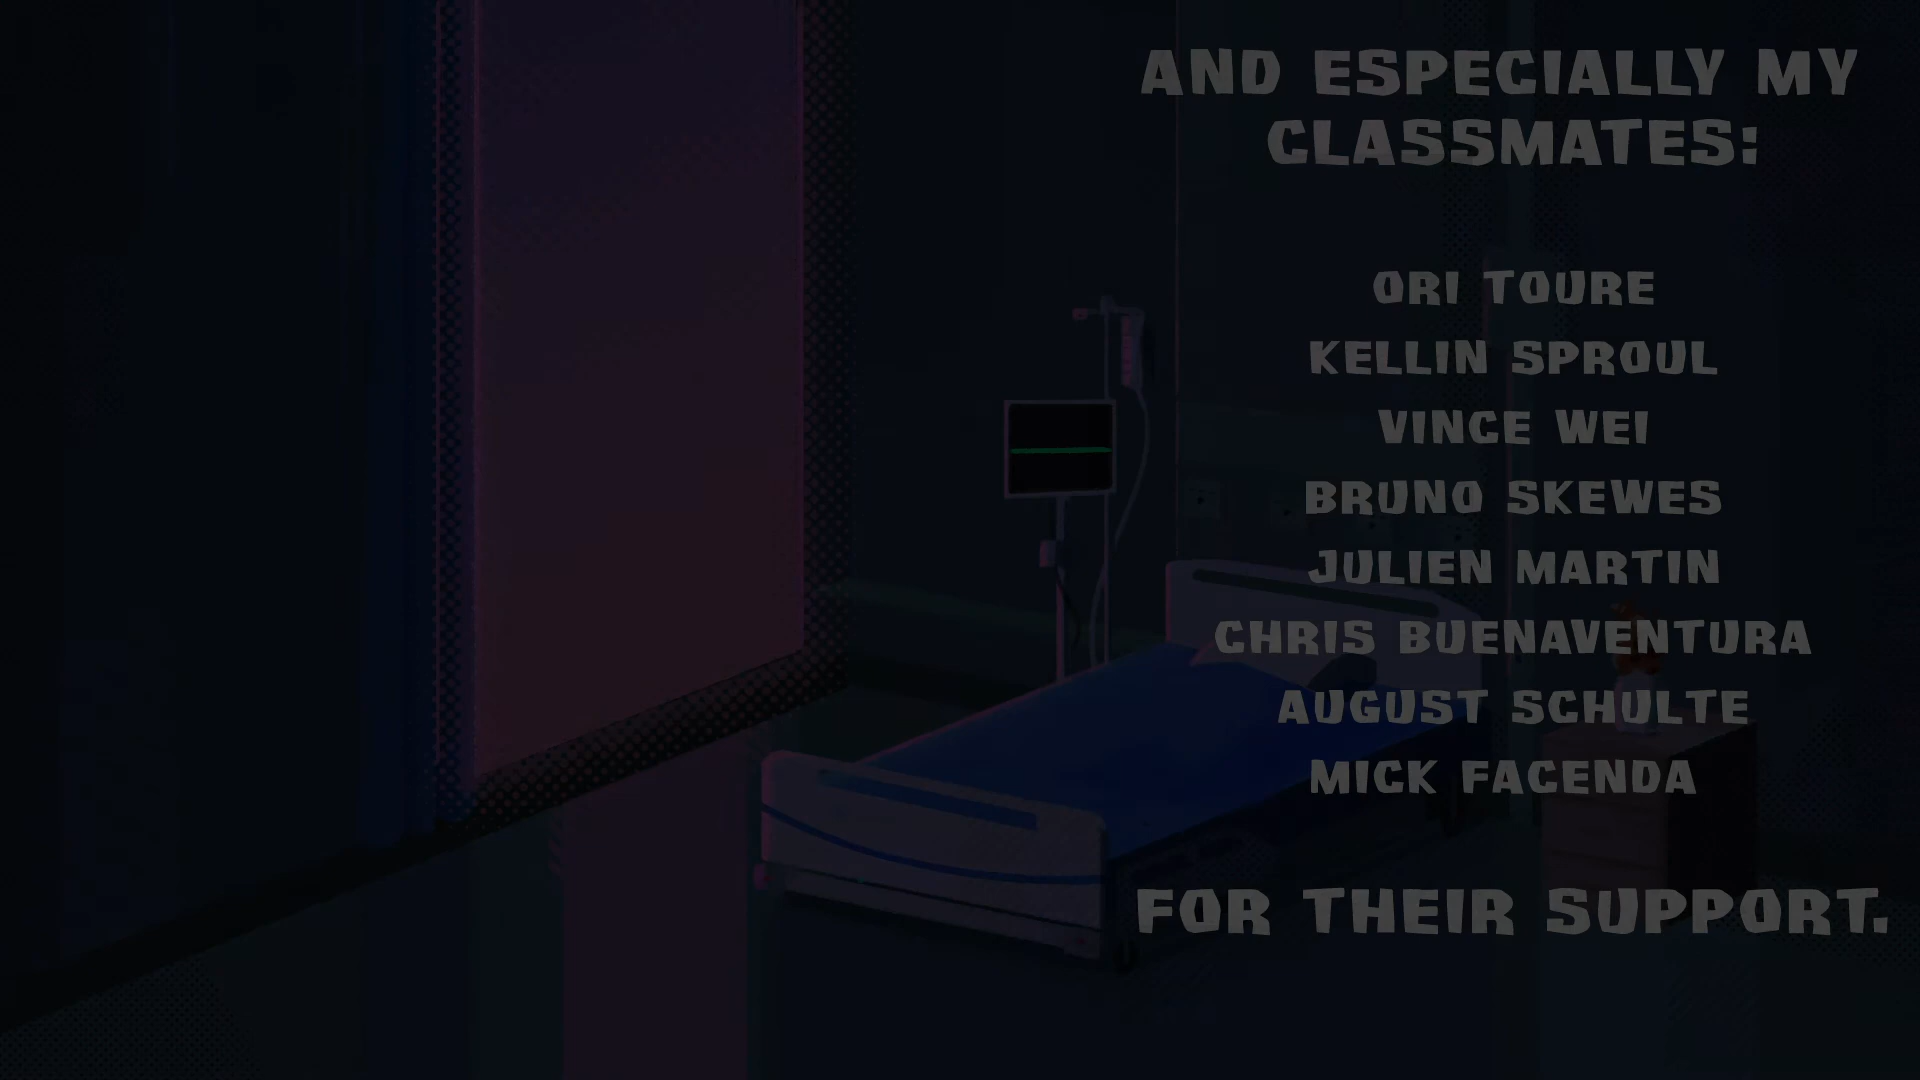 AND ESPECIALLY MY
CLASSMATES:
ORI TOURE
KELLIN SPROUL
VINCE WEI
BRUNO SKEWES
JULIEN MARTIN
CHRIS BUENAVENTURA
AUGUST SCHULTE
MICK FACENDA
FOR THEIR SUPPORT.